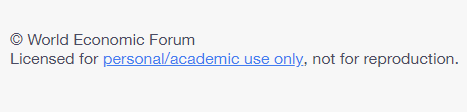 © World Economic Forum
Licensed for personal/academic use only, not for reproduction.